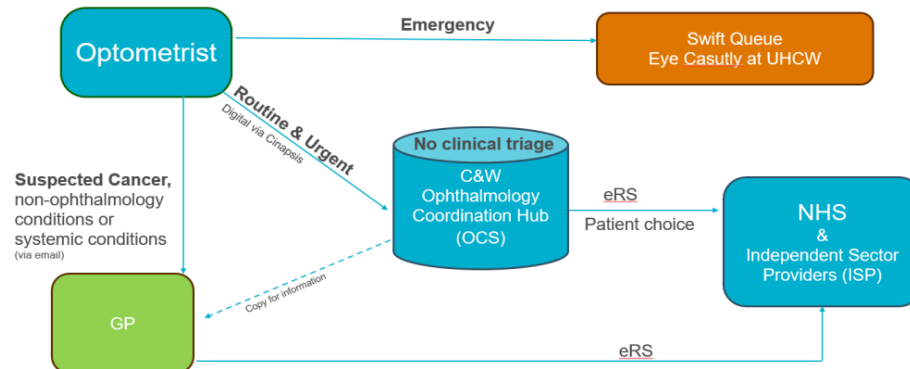 Optometrist
Emergency
Swift Queue
Eye Casutly at UHCW
Routine & Urgent
Digital via Cinapsis
No clinical triage
C&W
Ophthalmology
Coordination Hub
(OCS)
eRS
Patient choice
NHS
&
Independent Sector
Providers (ISP)
Suspected Cancer,
non-ophthalmology
conditions or
systemic conditions
(via email)
Copy for information
GP
eRS